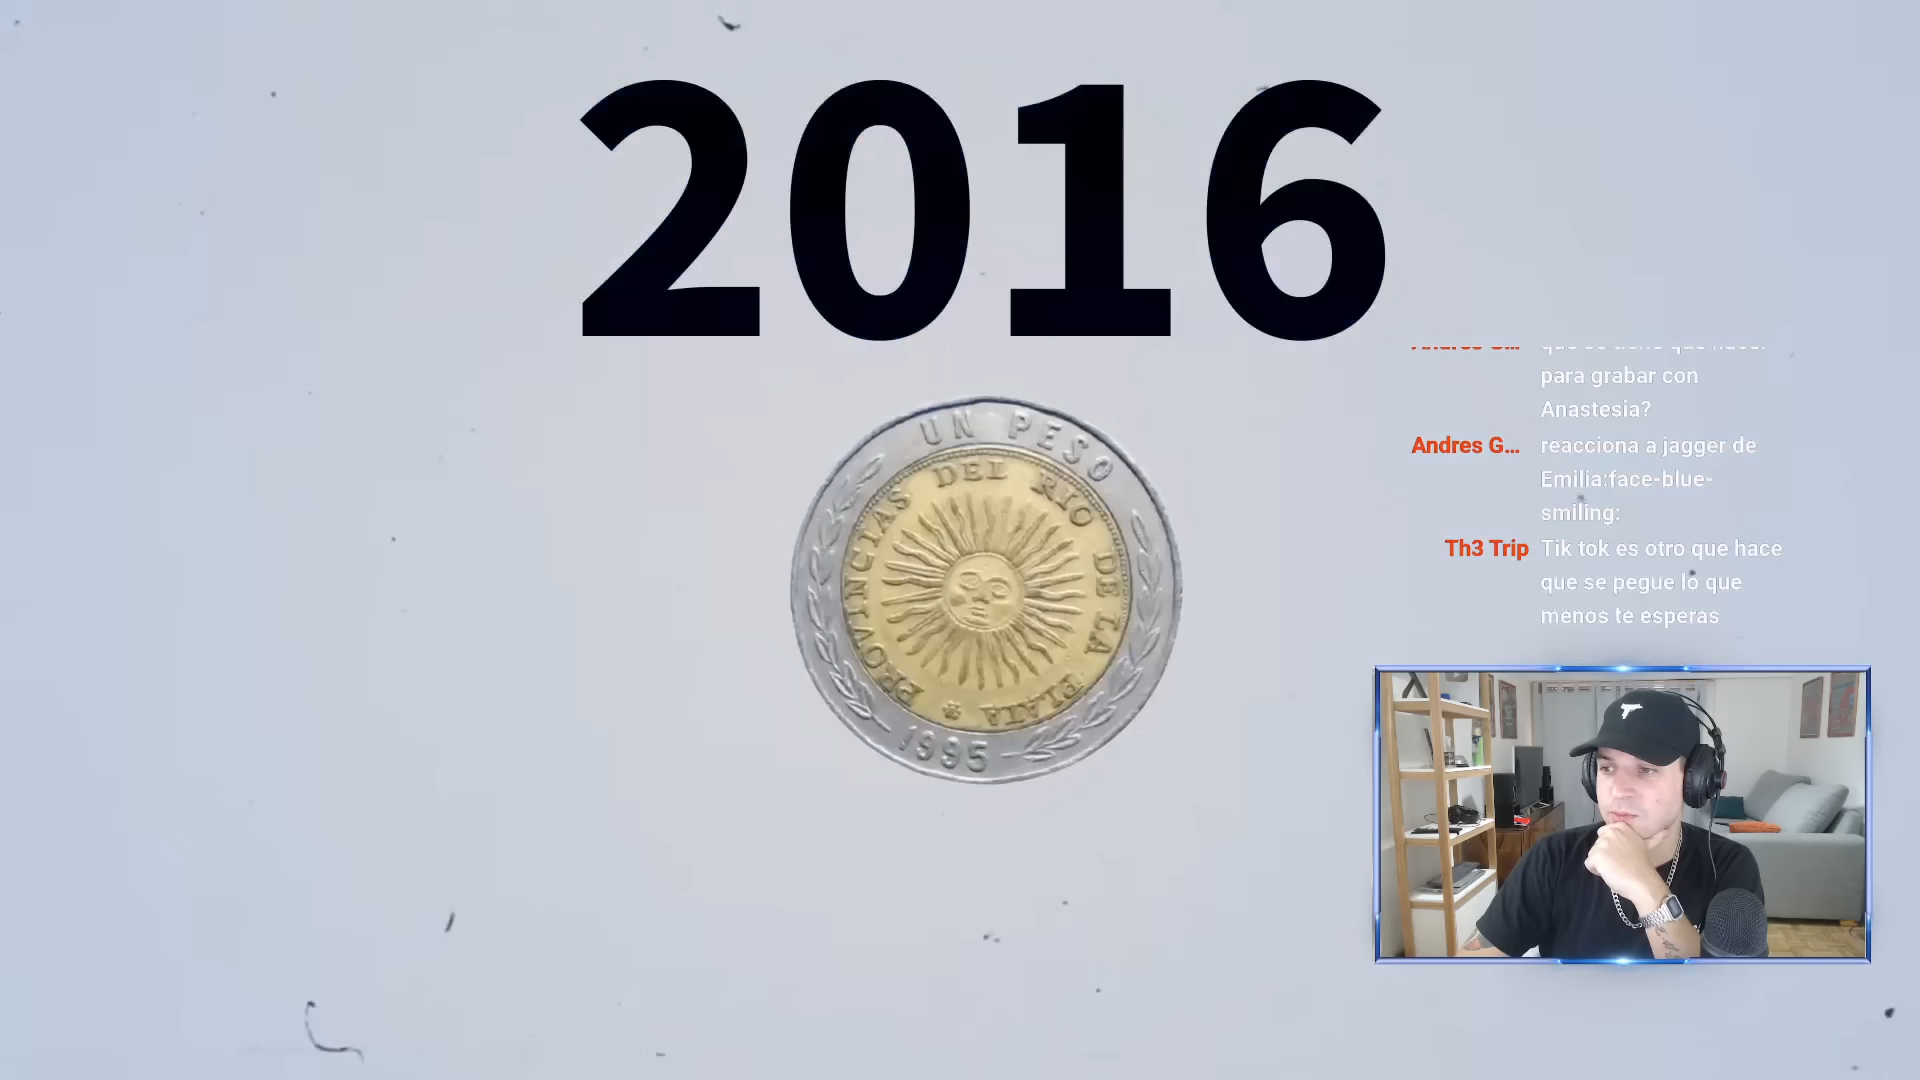 2016
UN PESO
PROVINCIAS DEL RIO DE LA PLATA
1995
para grabar con
Anastesia?
Andres G... reacciona a jagger de
Emilia:face-blue-
smiling:
Th3 Trip Tik tok es otro que hace
que se pegue lo que
menos te esperas